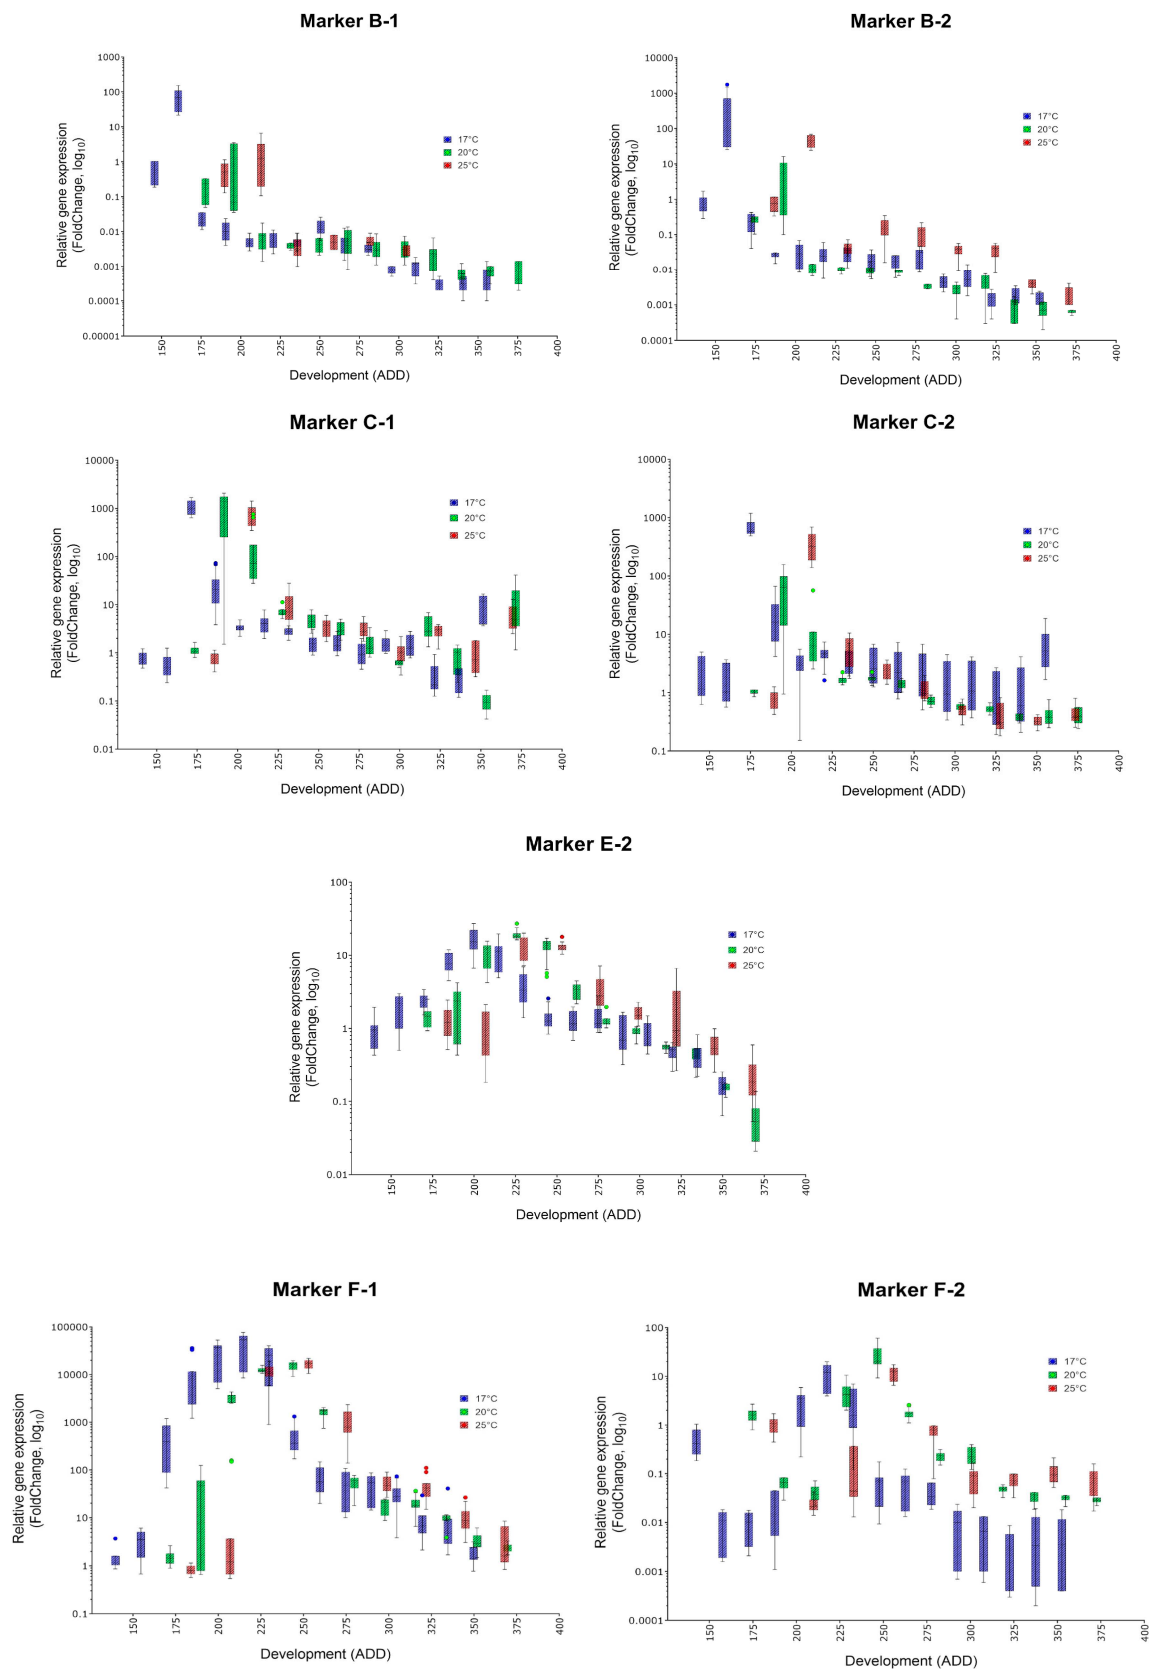 Marker B-1
Relative gene expression
(FoldChange, log10)
1000
100
10
1
0.1
0.01
0.001
0.0001
0.00001
17°C
20°C
25°C
150
175
200
225
250
275
300
325
350
375
400
Development (ADD)
Marker B-2
Relative gene expression
(FoldChange, log10)
10000
1000
100
10
1
0.1
0.01
0.001
0.0001
17°C
20°C
25°C
150
175
200
225
250
275
300
325
350
375
400
Development (ADD)
Marker C-1
Relative gene expression
(FoldChange, log10)
10000
1000
100
10
1
0.1
0.01
17°C
20°C
25°C
150
175
200
225
250
275
300
325
350
375
400
Development (ADD)
Marker C-2
Relative gene expression
(FoldChange, log10)
10000
1000
100
10
1
0.1
17°C
20°C
25°C
150
175
200
225
250
275
300
325
350
375
400
Development (ADD)
Marker E-2
Relative gene expression
(FoldChange, log10)
100
10
1
0.1
0.01
17°C
20°C
25°C
150
175
200
225
250
275
300
325
350
375
400
Development (ADD)
Marker F-1
Relative gene expression
(FoldChange, log10)
100000
10000
1000
100
10
1
0.1
17°C
20°C
25°C
150
175
200
225
250
275
300
325
350
375
400
Development (ADD)
Marker F-2
Relative gene expression
(FoldChange, log10)
100
10
1
0.1
0.01
0.001
0.0001
17°C
20°C
25°C
150
175
200
225
250
275
300
325
350
375
400
Development (ADD)